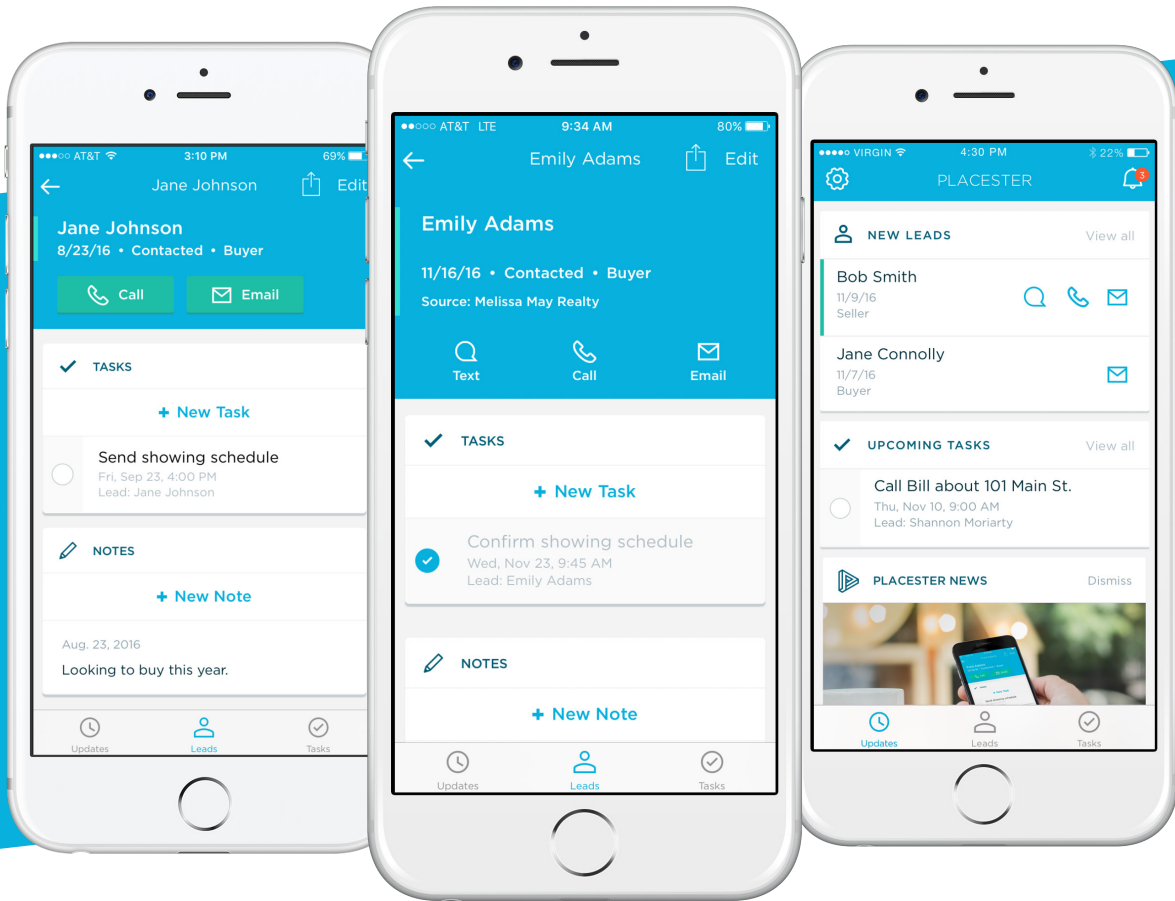 AT&T
3:10 PM
69%
Jane Johnson
Edit
Jane Johnson
8/23/16 • Contacted • Buyer
Call
Email
TASKS
+ New Task
Send showing schedule
Fri, Sep 23, 4:00 PM
Lead: Jane Johnson
NOTES
+ New Note
Aug. 23, 2016
Looking to buy this year.
Updates
Leads
Tasks
AT&T LTE
9:34 AM
80%
Emily Adams
Edit
Emily Adams
11/16/16 • Contacted • Buyer
Source: Melissa May Realty
Text
Call
Email
TASKS
+ New Task
Confirm showing schedule
Wed, Nov 23, 9:45 AM
Lead: Emily Adams
NOTES
+ New Note
Updates
Leads
Tasks
VIRGIN
4:30 PM
22%
PLACESTER
3
NEW LEADS
View all
Bob Smith
11/9/16
Seller
Jane Connolly
11/7/16
Buyer
UPCOMING TASKS
View all
Call Bill about 101 Main St.
Thu, Nov 10, 9:00 AM
Lead: Shannon Moriarty
PLACESTER NEWS
Dismiss
Updates
Leads
Tasks